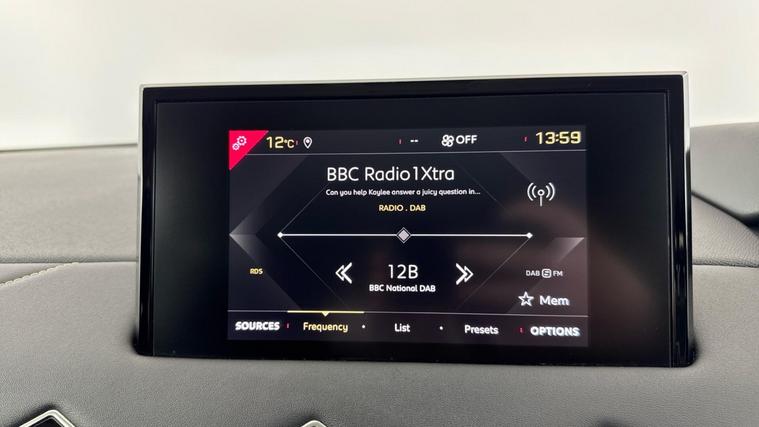 12°C -- OFF 13:59
BBC Radio 1Xtra
Can you help Kaylee answer a juicy question in...
RADIO . DAB
RDS 12B DAB FM
BBC National DAB
Mem
SOURCES Frequency List Presets OPTIONS